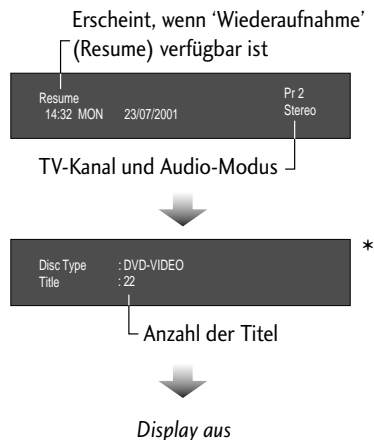 Erscheint, wenn ‘Wiederaufnahme’
(Resume) verfügbar ist
Resume
14:32 MON 23/07/2001
Pr 2
Stereo
TV-Kanal und Audio-Modus
*
Disc Type : DVD-VIDEO
Title : 22
Anzahl der Titel
Display aus